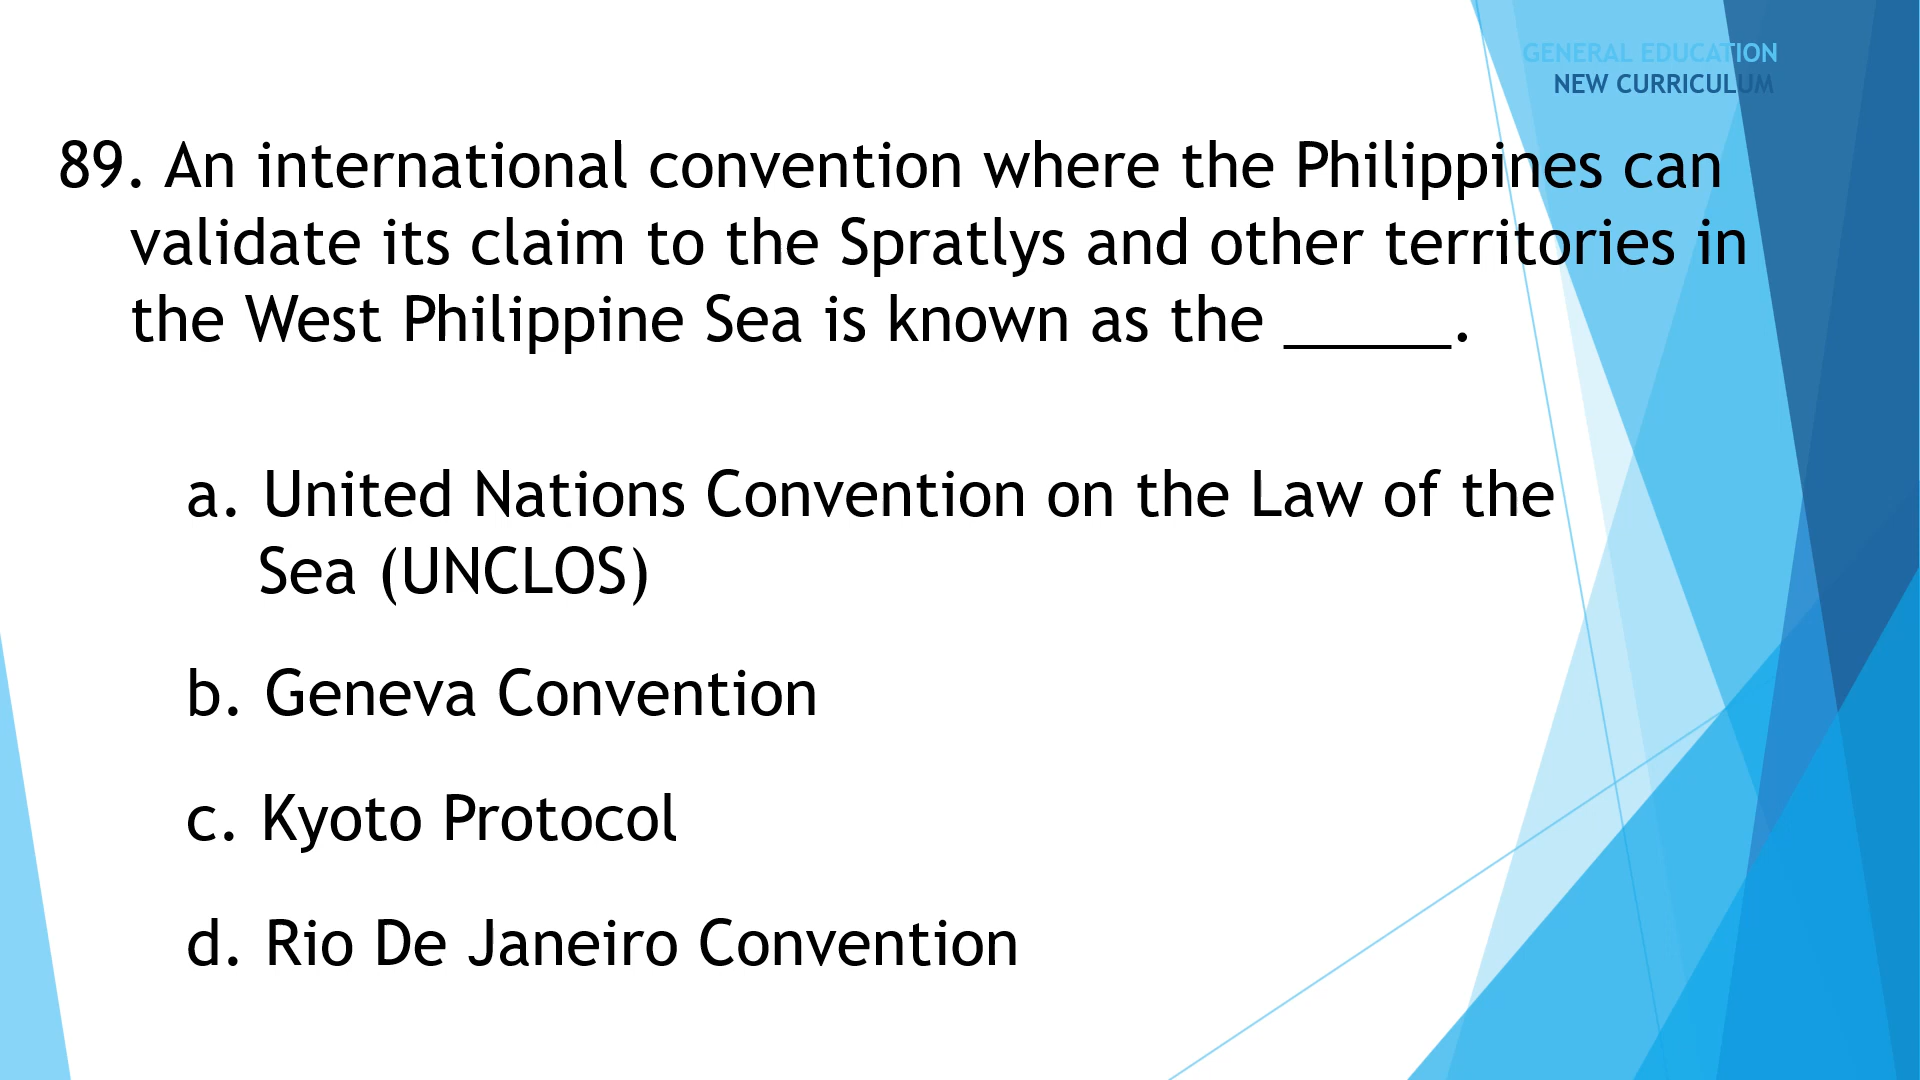 GENERAL EDUCATION
NEW CURRICULUM
89. An international convention where the Philippines can
validate its claim to the Spratlys and other territories in
the West Philippine Sea is known as the _____.
a. United Nations Convention on the Law of the
Sea (UNCLOS)
b. Geneva Convention
c. Kyoto Protocol
d. Rio De Janeiro Convention